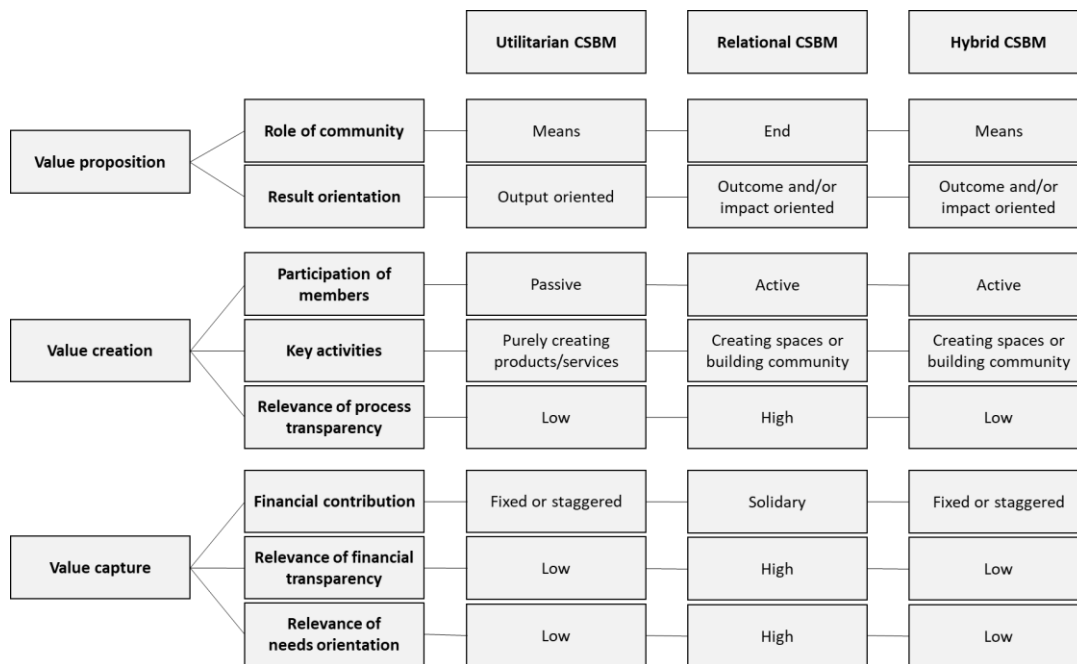 Utilitarian CSBM
Relational CSBM
Hybrid CSBM
Value proposition
Role of community
Means
End
Means
Result orientation
Output oriented
Outcome and/or
impact oriented
Outcome and/or
impact oriented
Value creation
Participation of
members
Passive
Active
Active
Key activities
Purely creating
products/services
Creating spaces or
building community
Creating spaces or
building community
Relevance of process
transparency
Low
High
Low
Value capture
Financial contribution
Fixed or staggered
Solidary
Fixed or staggered
Relevance of financial
transparency
Low
High
Low
Relevance of
needs orientation
Low
High
Low